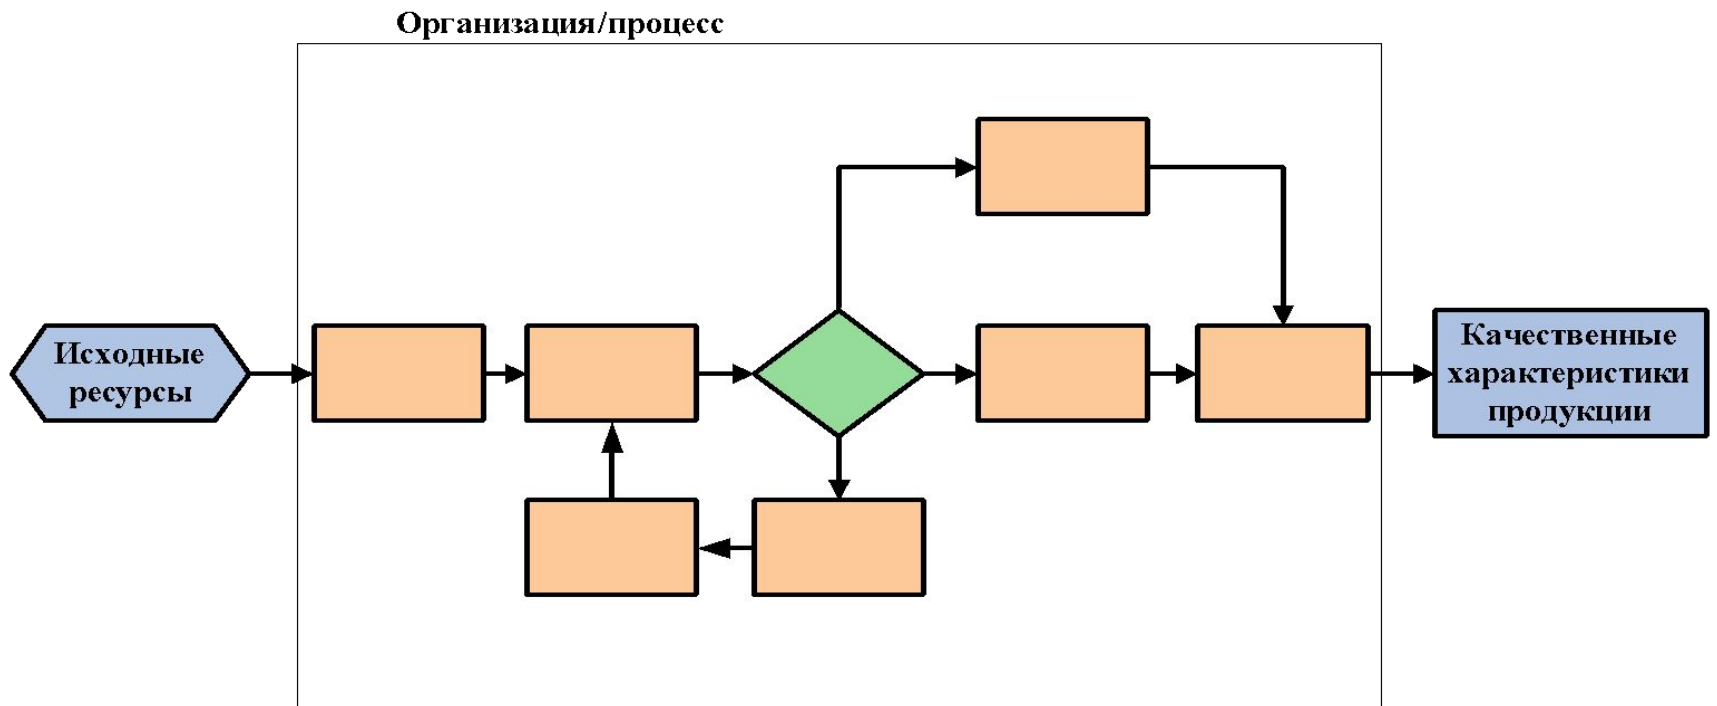 Организация/процесс
Исходные
ресурсы
Качественные
характеристики
продукции